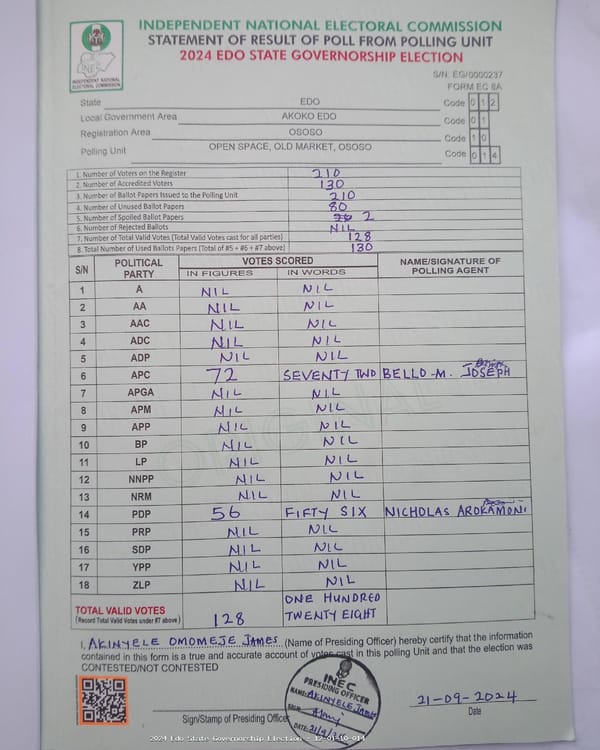 INDEPENDENT NATIONAL ELECTORAL COMMISSION
STATEMENT OF RESULT OF POLL FROM POLLING UNIT
2024 EDO STATE GOVERNORSHIP ELECTION
INEC
INDEPENDENT NATIONAL
ELECTORAL COMMISSION
S/N. EG/0000237
FORM EC 8A
State EDO Code 0 1 2
Local Government Area AKOKO EDO Code 0 1
Registration Area OSOSO Code 1 0
Polling Unit OPEN SPACE, OLD MARKET, OSOSO Code 0 1 4
1. Number of Voters on the Register 210
2. Number of Accredited Voters 130
3. Number of Ballot Papers Issued to the Polling Unit 210
4. Number of Unused Ballot Papers 80
5. Number of Spoiled Ballot Papers 2
6. Number of Rejected Ballots NIL
7. Number of Total Valid Votes (Total Valid Votes cast for all parties) 128
8. Total Number of Used Ballots Papers (Total of #5 + #6 + #7 above) 130
S/N POLITICAL PARTY VOTES SCORED NAME/SIGNATURE OF POLLING AGENT
IN FIGURES IN WORDS
1 A NIL NIL
2 AA NIL NIL
3 AAC NIL NIL
4 ADC NIL NIL
5 ADP NIL NIL
6 APC 72 SEVENTY TWO BELLO -M. JOSEPH
7 APGA NIL NIL
8 APM NIL NIL
9 APP NIL NIL
10 BP NIL NIL
11 LP NIL NIL
12 NNPP NIL NIL
13 NRM NIL NIL
14 PDP 56 FIFTY SIX NICHOLAS AROKAMONI
15 PRP NIL NIL
16 SDP NIL NIL
17 YPP NIL NIL
18 ZLP NIL NIL
TOTAL VALID VOTES
(Record Total Valid Votes under #7 above) 128 ONE HUNDRED TWENTY EIGHT
I, AKINYELE OMOMEJE JAMES (Name of Presiding Officer) hereby certify that the information
contained in this form is a true and accurate account of votes cast in this polling Unit and that the election was
CONTESTED/NOT CONTESTED
INEC
PRESIDING OFFICER
NAME: AKINYELE JAMES
SIGN:
DATE: 21/9/
Sign/Stamp of Presiding Officer
21-09-2024
Date
2024 Edo State Governorship Election - 12-01-10-014